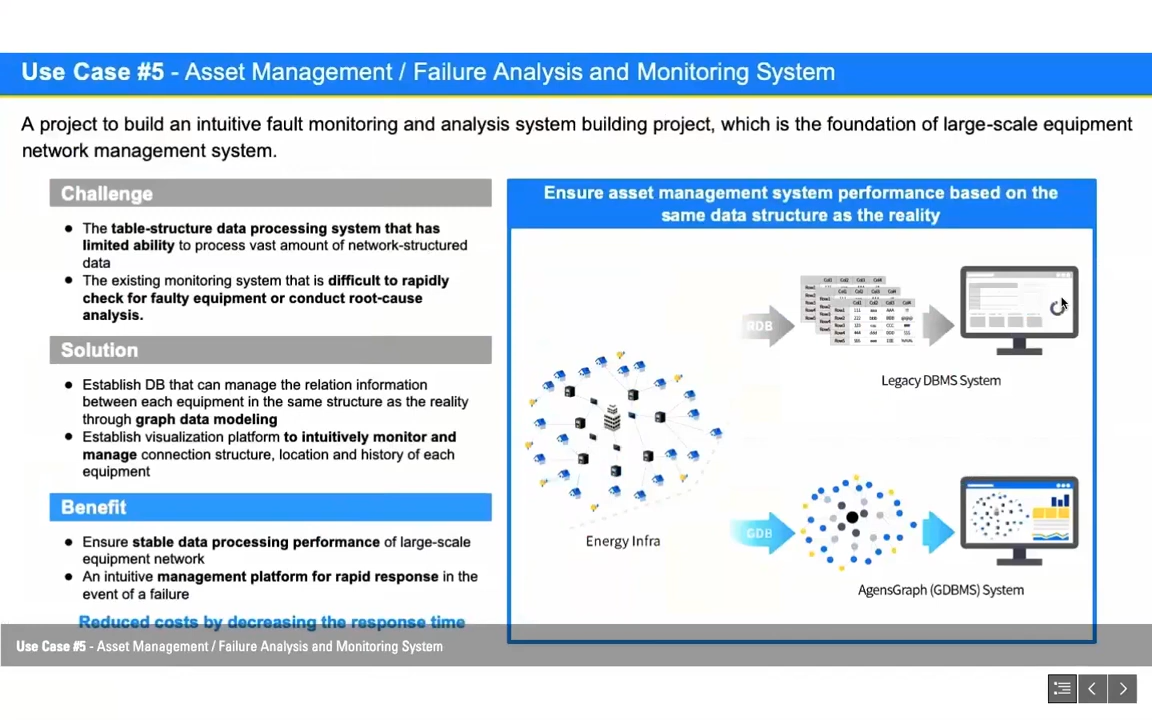 Use Case #5 - Asset Management / Failure Analysis and Monitoring System
A project to build an intuitive fault monitoring and analysis system building project, which is the foundation of large-scale equipment
network management system.
Challenge
● The table-structure data processing system that has
limited ability to process vast amount of network-structured
data
● The existing monitoring system that is difficult to rapidly
check for faulty equipment or conduct root-cause
analysis.
Solution
● Establish DB that can manage the relation information
between each equipment in the same structure as the reality
through graph data modeling
● Establish visualization platform to intuitively monitor and
manage connection structure, location and history of each
equipment
Benefit
● Ensure stable data processing performance of large-scale
equipment network
● An intuitive management platform for rapid response in the
event of a failure
Reduced costs by decreasing the response time
Ensure asset management system performance based on the
same data structure as the reality
RDB
Legacy DBMS System
Energy Infra
GDB
AgensGraph (GDBMS) System
Use Case #5 - Asset Management / Failure Analysis and Monitoring System